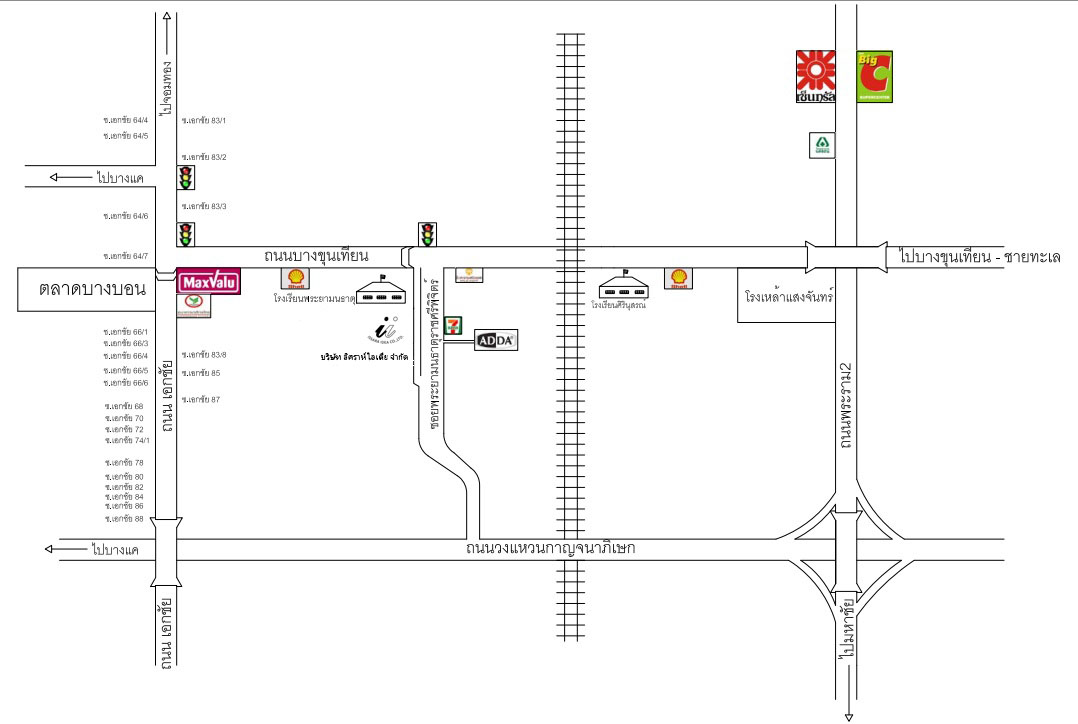 ไปจอมทอง
Big
C
SUPERCENTER
เซ็นทรัล
ซ.เอกชัย 64/4
ซ.เอกชัย 83/1
ซ.เอกชัย 64/5
ซ.เอกชัย 83/2
ไปบางแค
ซ.เอกชัย 83/3
ซ.เอกชัย 64/6
ซ.เอกชัย 64/7
ถนนบางขุนเทียน
ไปบางขุนเทียน - ชายทะเล
ตลาดบางบอน
MaxValu
Shell
โรงเรียนพระยามนธาตุ
Shell
โรงเรียนศิริบุสรณ
โรงเหล้าแสงจันทร์
ซอยพระยามนธาตุราชศรีพิจิตร์
7 ELEVEN
ADDA
บริษัท อิศราห์ไอเดีย จำกัด
ซ.เอกชัย 66/1
ซ.เอกชัย 66/3
ซ.เอกชัย 66/4
ซ.เอกชัย 83/8
ซ.เอกชัย 66/5
ซ.เอกชัย 85
ซ.เอกชัย 66/6
ซ.เอกชัย 87
ซ.เอกชัย 68
ซ.เอกชัย 70
ซ.เอกชัย 72
ซ.เอกชัย 74/1
ซ.เอกชัย 78
ซ.เอกชัย 80
ซ.เอกชัย 82
ซ.เอกชัย 84
ซ.เอกชัย 86
ซ.เอกชัย 88
ถนน เอกชัย
ถนนพระราม2
ไปบางแค
ถนนวงแหวนกาญจนาภิเษก
ถนน เอกชัย
ไปมหาชัย